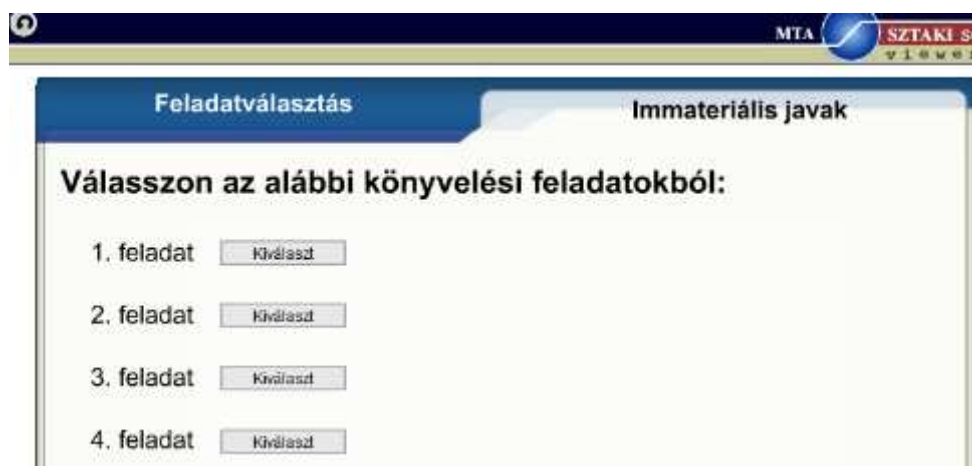 MTA SZTAKI
viewe
Feladatválasztás
Immateriális javak
Válasszon az alábbi könyvelési feladatokból:
1. feladat Kiválaszt
2. feladat Kiválaszt
3. feladat Kiválaszt
4. feladat Kiválaszt